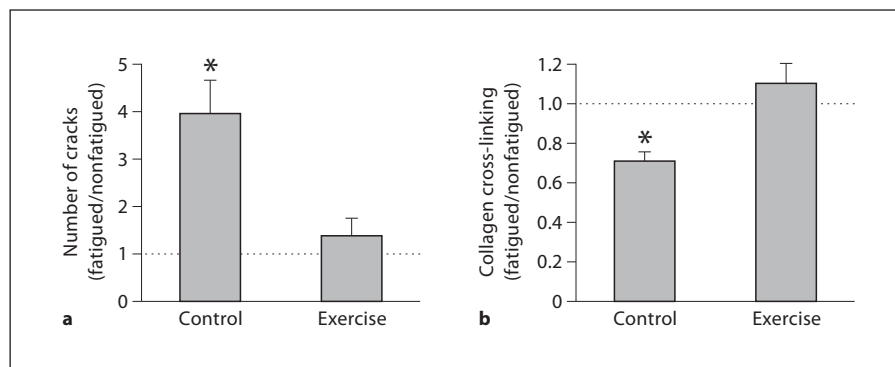 Number of cracks
(fatigued/nonfatigued)
5
4
3
2
1
0
*
Control
Exercise
a
Collagen cross-linking
(fatigued/nonfatigued)
1.2
1.0
0.8
0.6
0.4
0.2
0
*
Control
Exercise
b